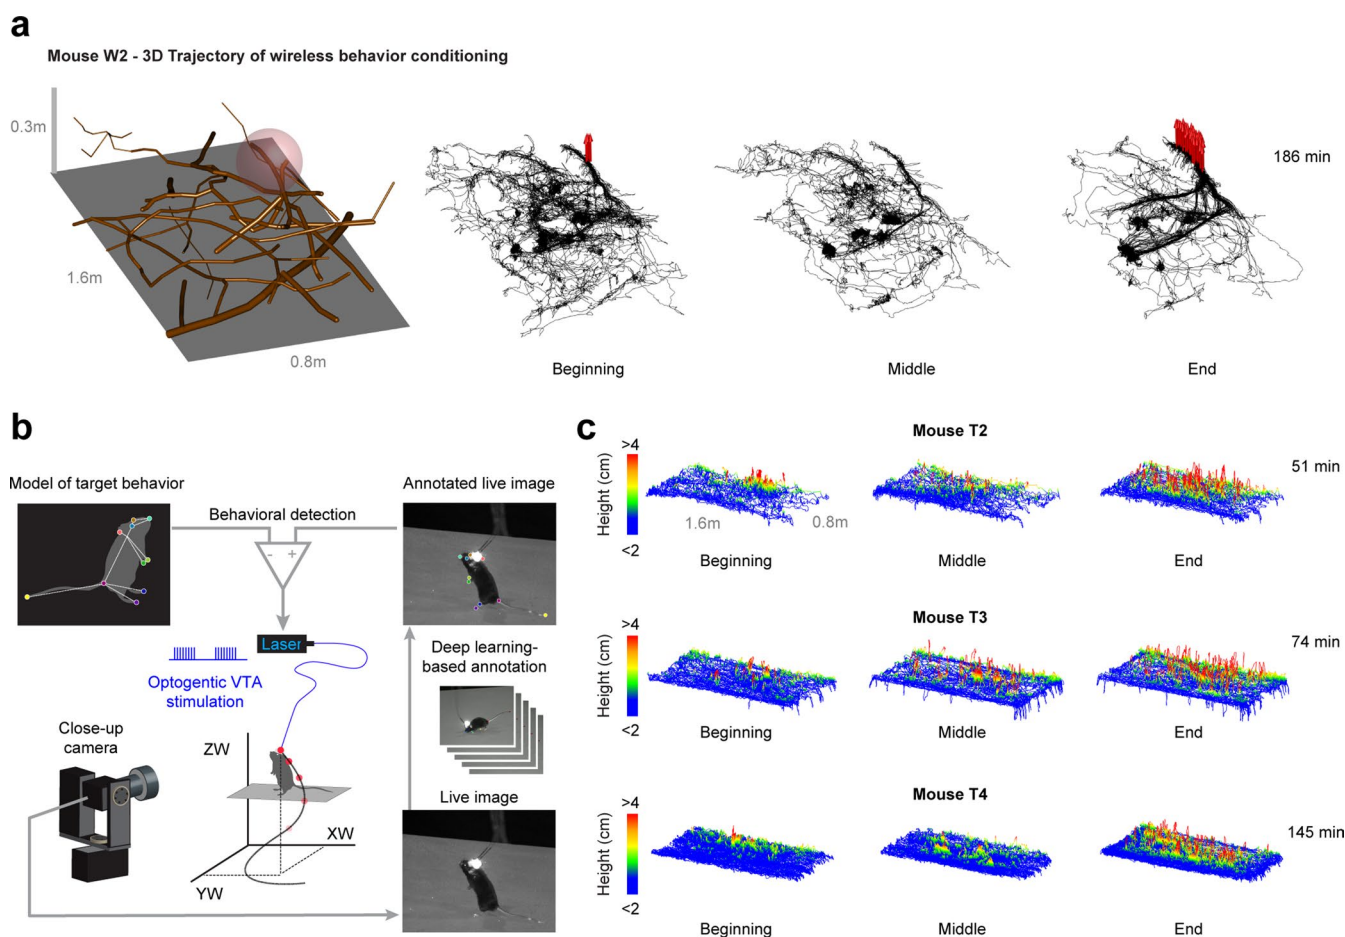 a
Mouse W2 - 3D Trajectory of wireless behavior conditioning
0.3m
1.6m
0.8m
186 min
Beginning
Middle
End
b
Model of target behavior
Behavioral detection
Annotated live image
- +
Laser
Optogentic VTA
stimulation
Deep learning-
based annotation
Close-up
camera
ZW
XW
YW
Live image
c
Mouse T2
Height (cm)
>4
<2
1.6m
0.8m
51 min
Beginning
Middle
End
Mouse T3
Height (cm)
>4
<2
74 min
Beginning
Middle
End
Mouse T4
Height (cm)
>4
<2
145 min
Beginning
Middle
End